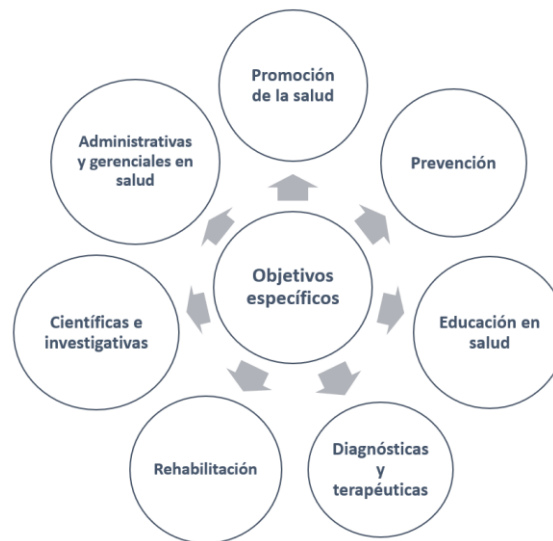 Promoción
de la salud
Prevención
Educación en
salud
Diagnósticas
y
terapéuticas
Rehabilitación
Científicas e
investigativas
Administrativas
y gerenciales en
salud
Objetivos
específicos